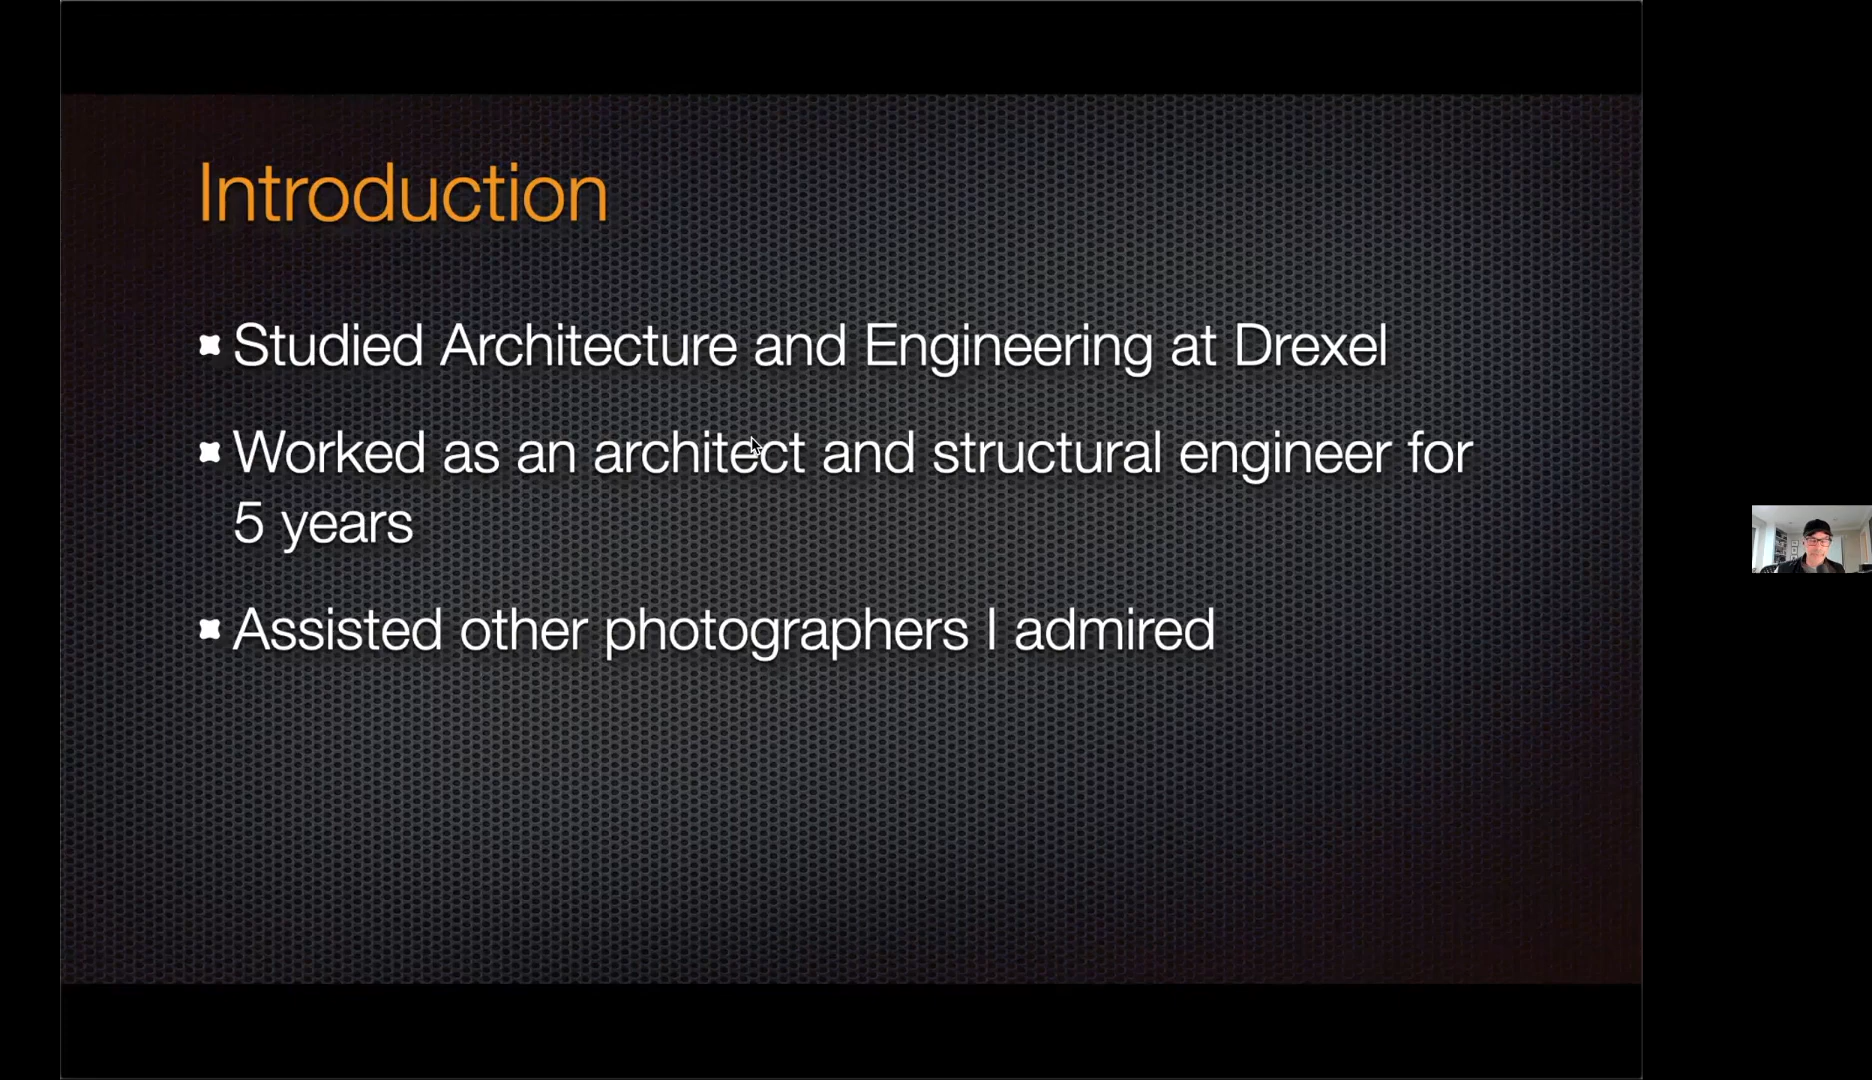 Introduction
Studied Architecture and Engineering at Drexel
Worked as an architect and structural engineer for
5 years
Assisted other photographers I admired